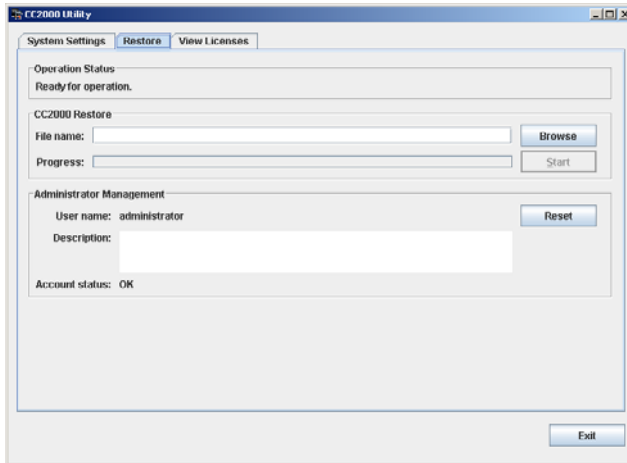 CC2000 Utility
System Settings Restore View Licenses
Operation Status
Ready for operation.
CC2000 Restore
File name: Browse
Progress: Start
Administrator Management
User name: administrator Reset
Description:
Account status: OK
Exit